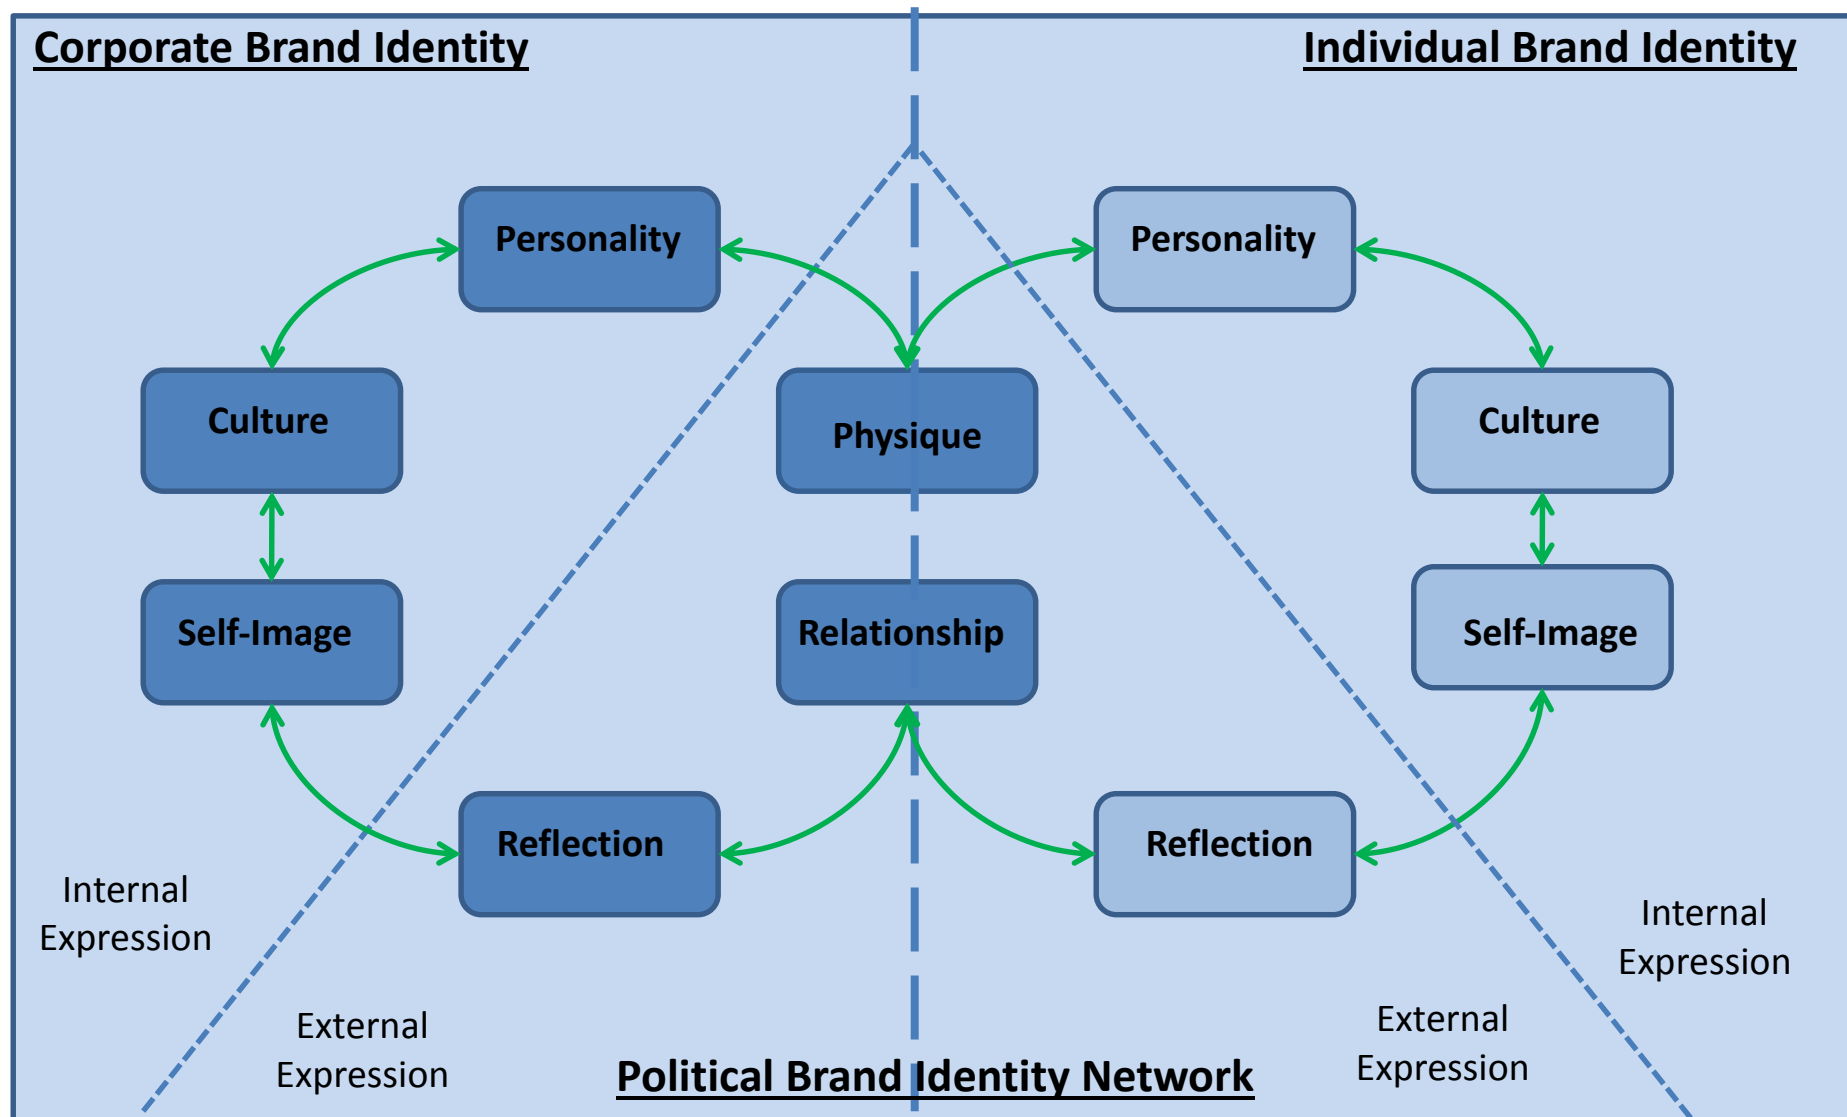 Corporate Brand Identity
Individual Brand Identity
Personality
Personality
Culture
Physique
Culture
Self-Image
Relationship
Self-Image
Reflection
Reflection
Internal
Expression
Internal
Expression
External
Expression
External
Expression
Political Brand Identity Network